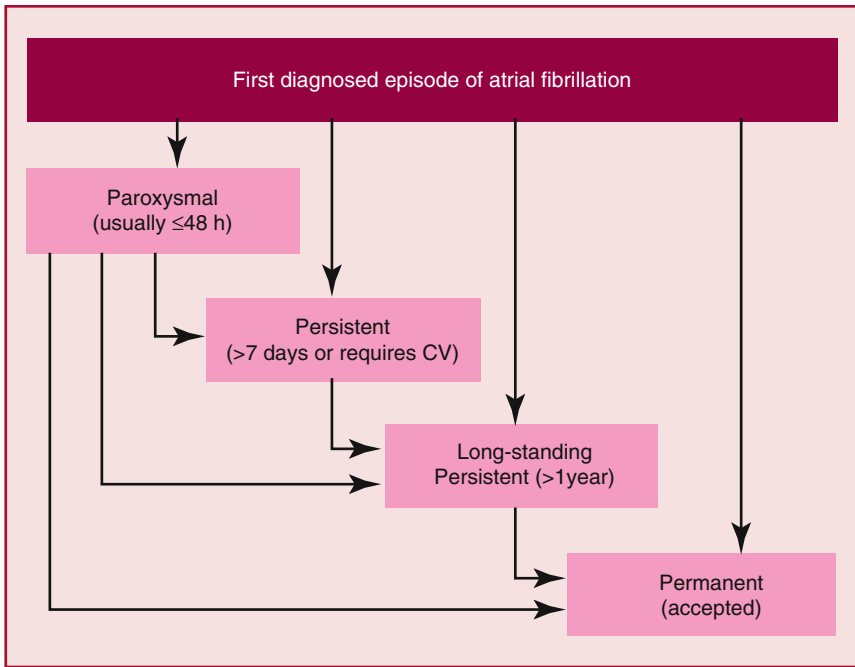 First diagnosed episode of atrial fibrillation
Paroxysmal
(usually ≤48 h)
Persistent
(>7 days or requires CV)
Long-standing
Persistent (>1year)
Permanent
(accepted)